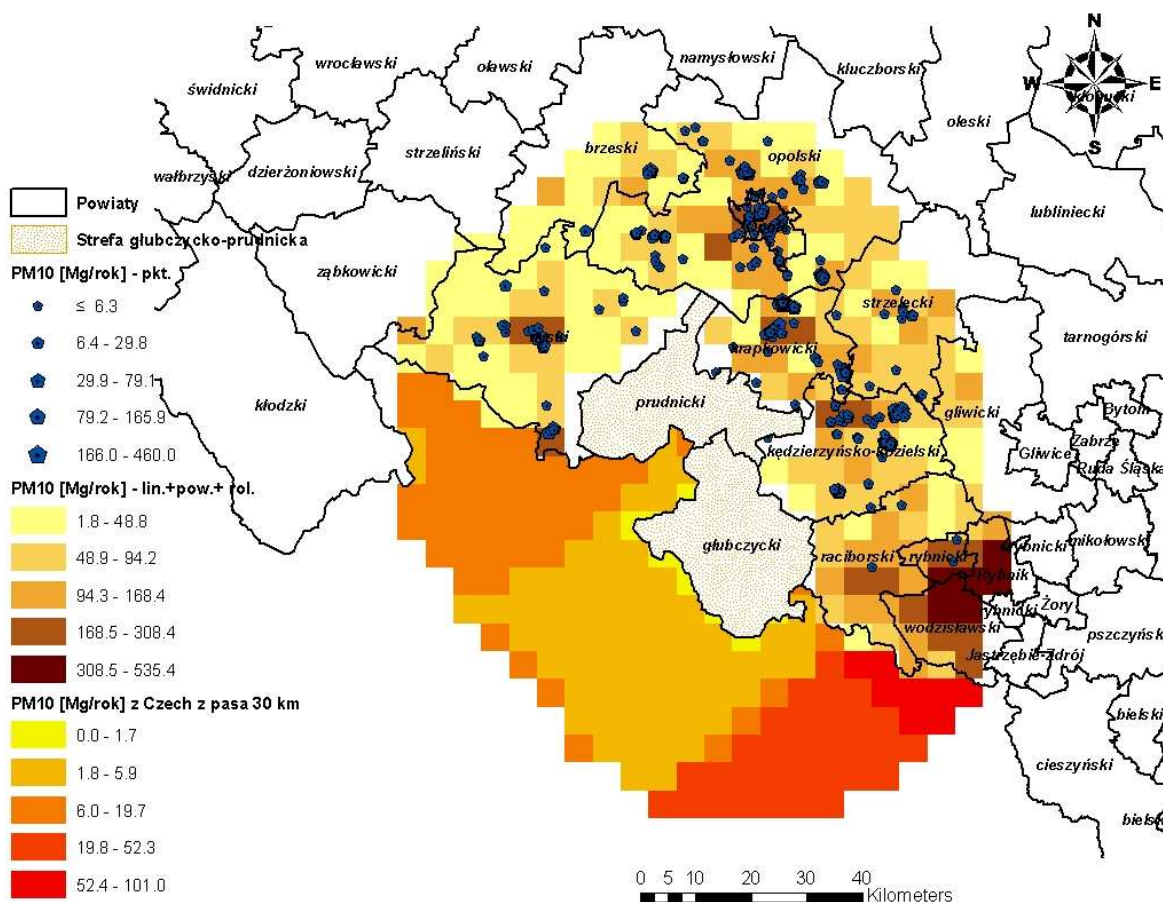 N
W
E
S
wrocławski
oławski
namysłowski
kluczborski
świdnicki
oleski
strzeliński
brzeski
opolski
wałbrzyski
dzierżoniowski
lubliniecki
ząbkowicki
strzelecki
tarnogórski
krapkowicki
kłodzki
prudnicki
gliwicki
Bytom
Gliwice
Zabrze
Ruda Śląska
kędzierzyńsko-kozielski
głubczycki
raciborski
rybnicki
rybnicki
mikołowski
Rybnik
rybnicki
Żory
wodzisławski
pszczyński
Jastrzębie-Zdrój
bielski
cieszyński
Powiaty
Strefa głubczycko-prudnicka
PM10 [Mg/rok] - pkt.
≤ 6.3
6.4 - 29.8
29.9 - 79.1
79.2 - 165.9
166.0 - 460.0
PM10 [Mg/rok] - lin.+pow.+ rol.
1.8 - 48.8
48.9 - 94.2
94.3 - 168.4
168.5 - 308.4
308.5 - 535.4
PM10 [Mg/rok] z Czech z pasa 30 km
0.0 - 1.7
1.8 - 5.9
6.0 - 19.7
19.8 - 52.3
52.4 - 101.0
0 5 10 20 30 40
Kilometers